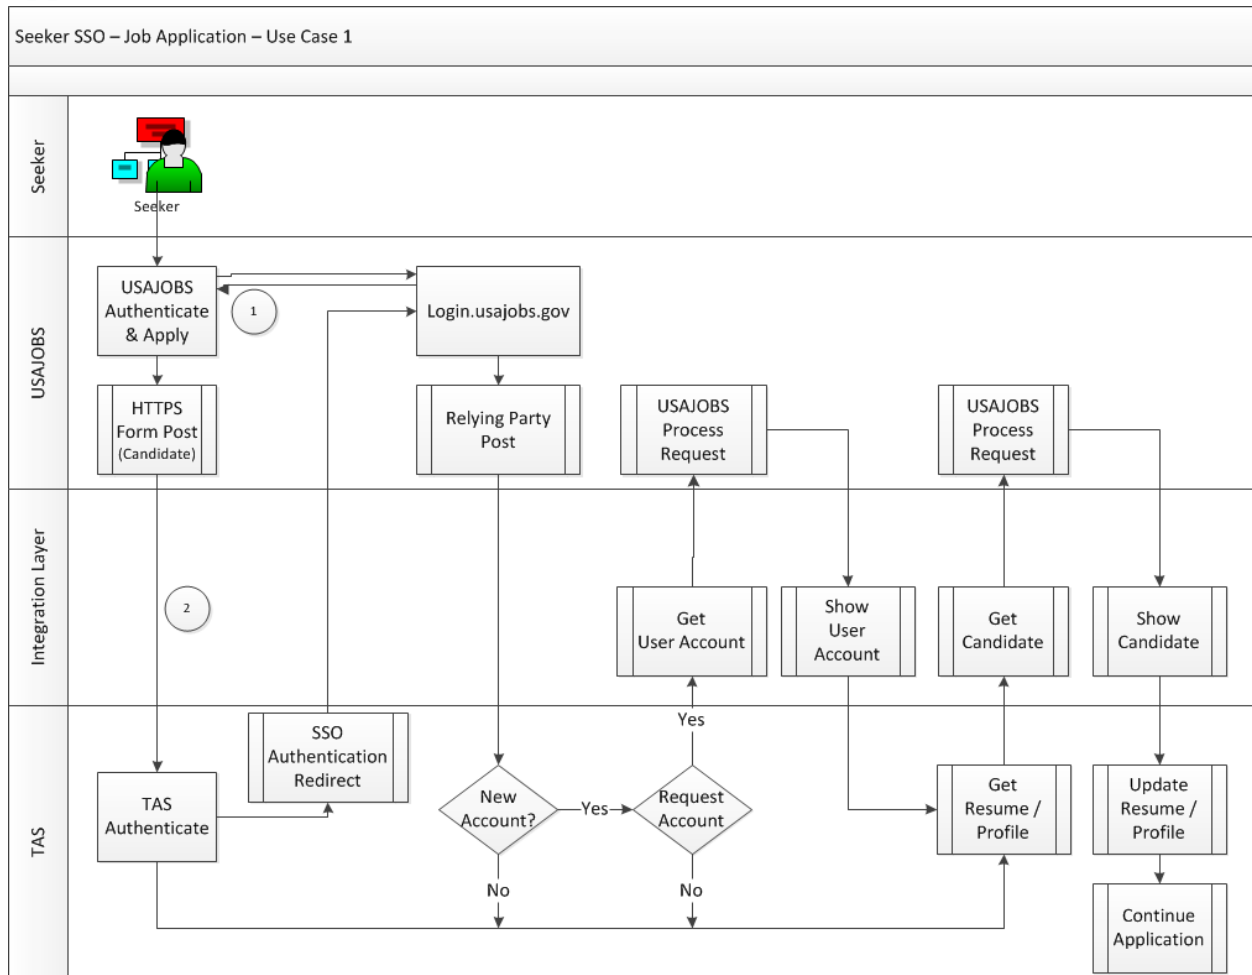 Seeker SSO – Job Application – Use Case 1
Seeker
Seeker
USAJOBS
USAJOBS
Authenticate
& Apply
1
Login.usajobs.gov
HTTPS
Form Post
(Candidate)
Relying Party
Post
USAJOBS
Process
Request
USAJOBS
Process
Request
Integration Layer
2
Get
User Account
Show
User
Account
Get
Candidate
Show
Candidate
TAS
SSO
Authentication
Redirect
Yes
TAS
Authenticate
New
Account?
Yes
Request
Account
Get
Resume /
Profile
Update
Resume /
Profile
No
No
Continue
Application